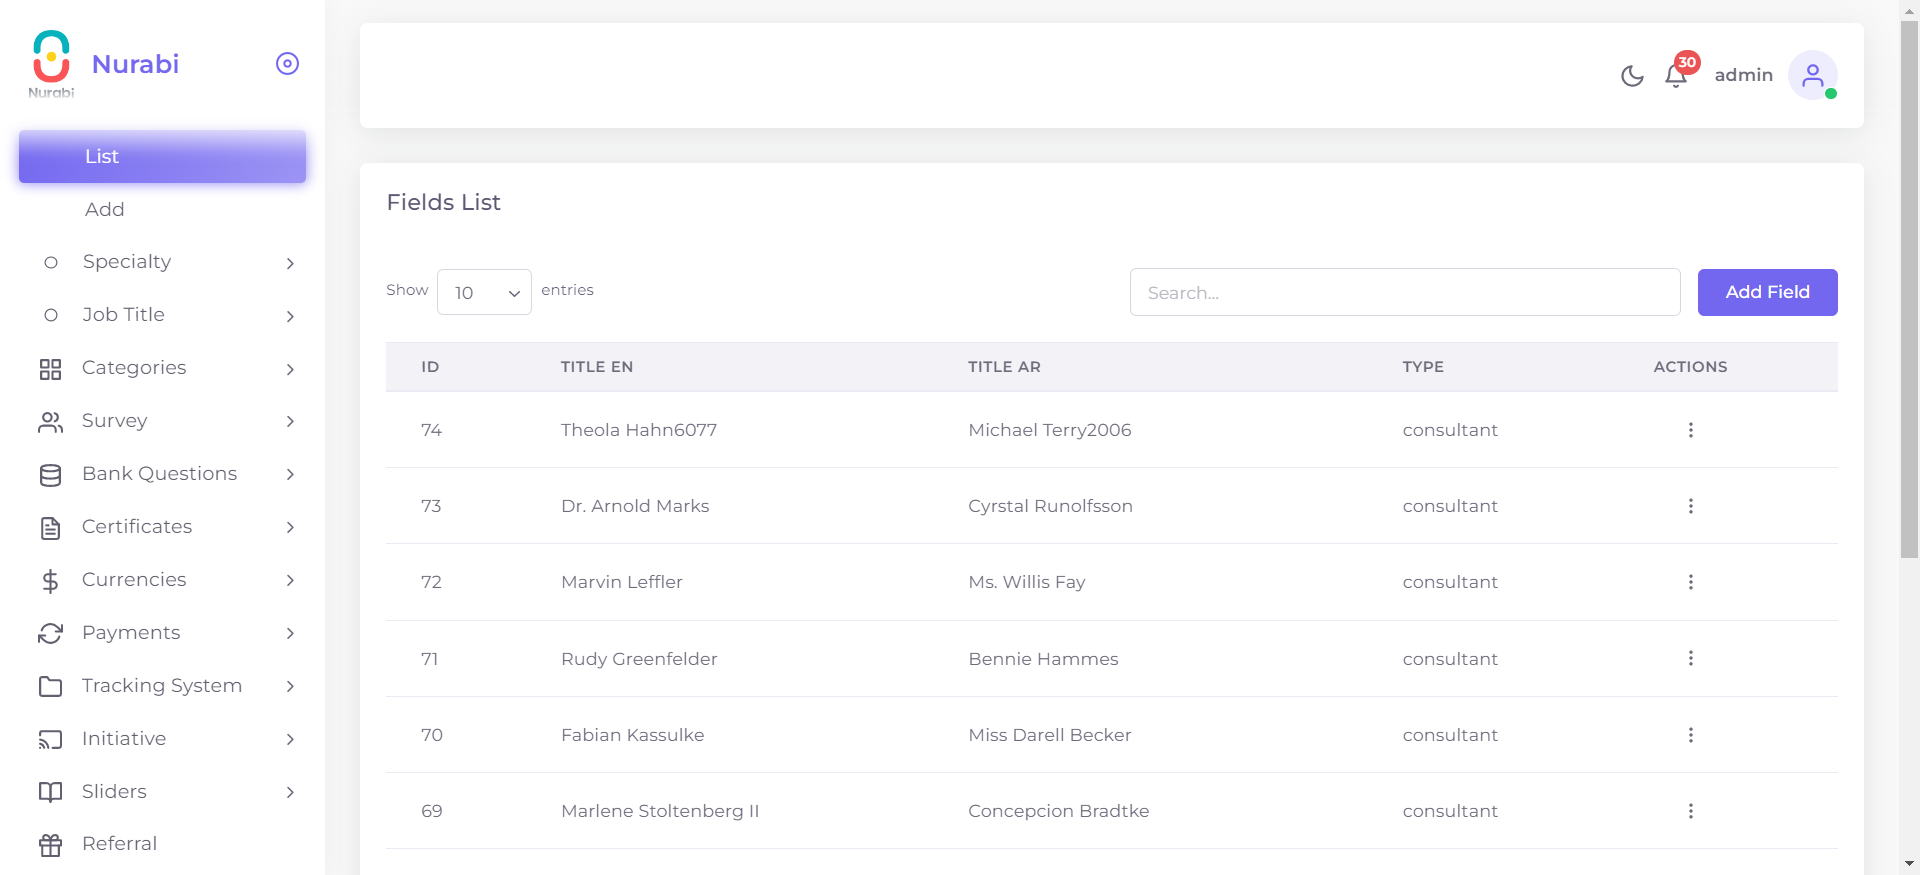 Nurabi
Nurabi
List
Add
Specialty
Job Title
Categories
Survey
Bank Questions
Certificates
Currencies
Payments
Tracking System
Initiative
Sliders
Referral
30
admin
Fields List
Show 10 entries
Search...
Add Field
ID TITLE EN TITLE AR TYPE ACTIONS
74 Theola Hahn6077 Michael Terry2006 consultant
73 Dr. Arnold Marks Cyrstal Runolfsson consultant
72 Marvin Leffler Ms. Willis Fay consultant
71 Rudy Greenfelder Bennie Hammes consultant
70 Fabian Kassulke Miss Darell Becker consultant
69 Marlene Stoltenberg II Concepcion Bradtke consultant